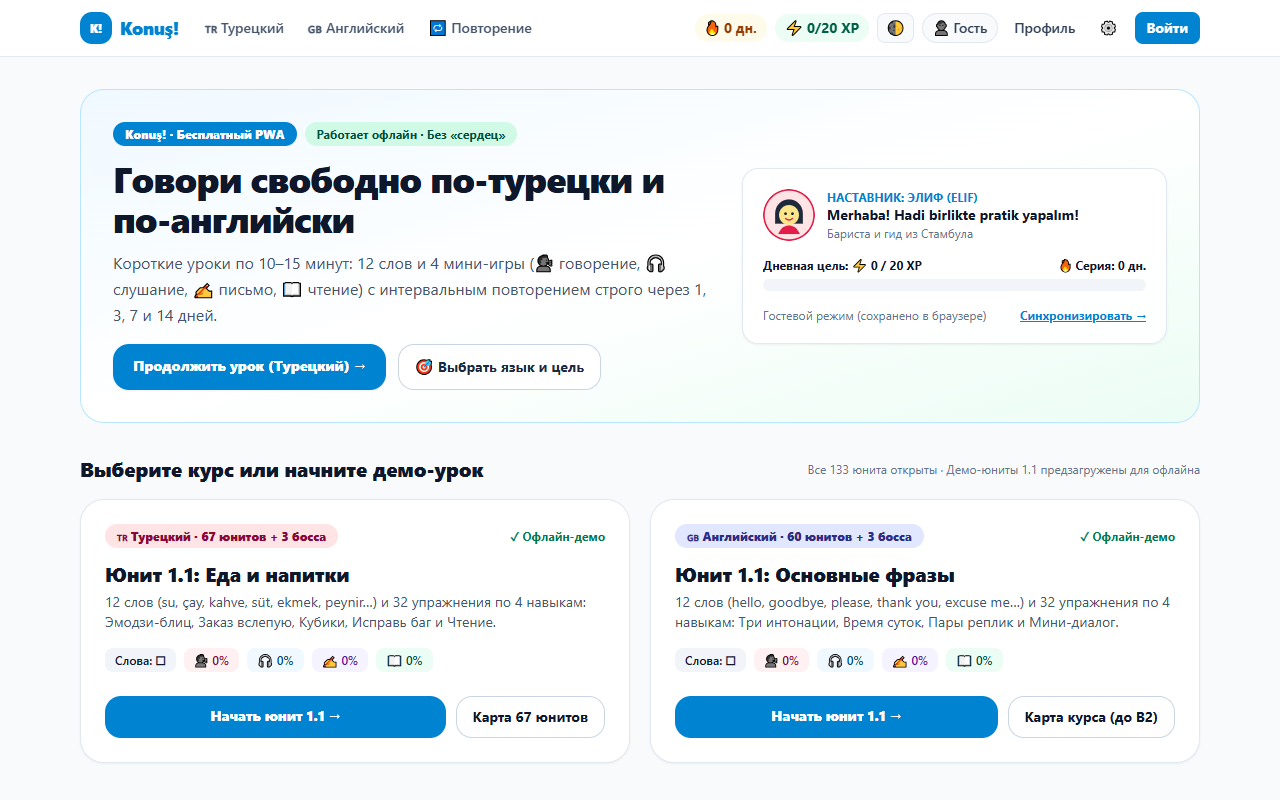 K! Konuş! TR Турецкий GB Английский 🔁 Повторение 🔥 0 дн. ⚡ 0/20 XP 🌓 👤 Гость Профиль ⚙️ Войти
Konuş! · Бесплатный PWA Работает офлайн · Без «сердец»
Говори свободно по-турецки и
по-английски
Короткие уроки по 10–15 минут: 12 слов и 4 мини-игры (🗣️ говорение, 🎧
слушание, ✍️ письмо, 📖 чтение) с интервальным повторением строго через 1,
3, 7 и 14 дней.
Продолжить урок (Турецкий) → 🎯 Выбрать язык и цель
НАСТАВНИК: ЭЛИФ (ELIF)
Merhaba! Hadi birlikte pratik yapalım!
Бариста и гид из Стамбула
Дневная цель: ⚡ 0 / 20 XP 🔥 Серия: 0 дн.
Гостевой режим (сохранено в браузере) Синхронизировать →
Выберите курс или начните демо-урок Все 133 юнита открыты · Демо-юниты 1.1 предзагружены для офлайна
TR Турецкий · 67 юнитов + 3 босса ✓ Офлайн-демо
Юнит 1.1: Еда и напитки
12 слов (su, çay, kahve, süt, ekmek, peynir...) и 32 упражнения по 4 навыкам:
Эмодзи-блиц, Заказ вслепую, Кубики, Исправь баг и Чтение.
Слова: ☐ 🗣️ 0% 🎧 0% ✍️ 0% 📖 0%
Начать юнит 1.1 → Карта 67 юнитов
GB Английский · 60 юнитов + 3 босса ✓ Офлайн-демо
Юнит 1.1: Основные фразы
12 слов (hello, goodbye, please, thank you, excuse me...) и 32 упражнения по 4
навыкам: Три интонации, Время суток, Пары реплик и Мини-диалог.
Слова: ☐ 🗣️ 0% 🎧 0% ✍️ 0% 📖 0%
Начать юнит 1.1 → Карта курса (до B2)